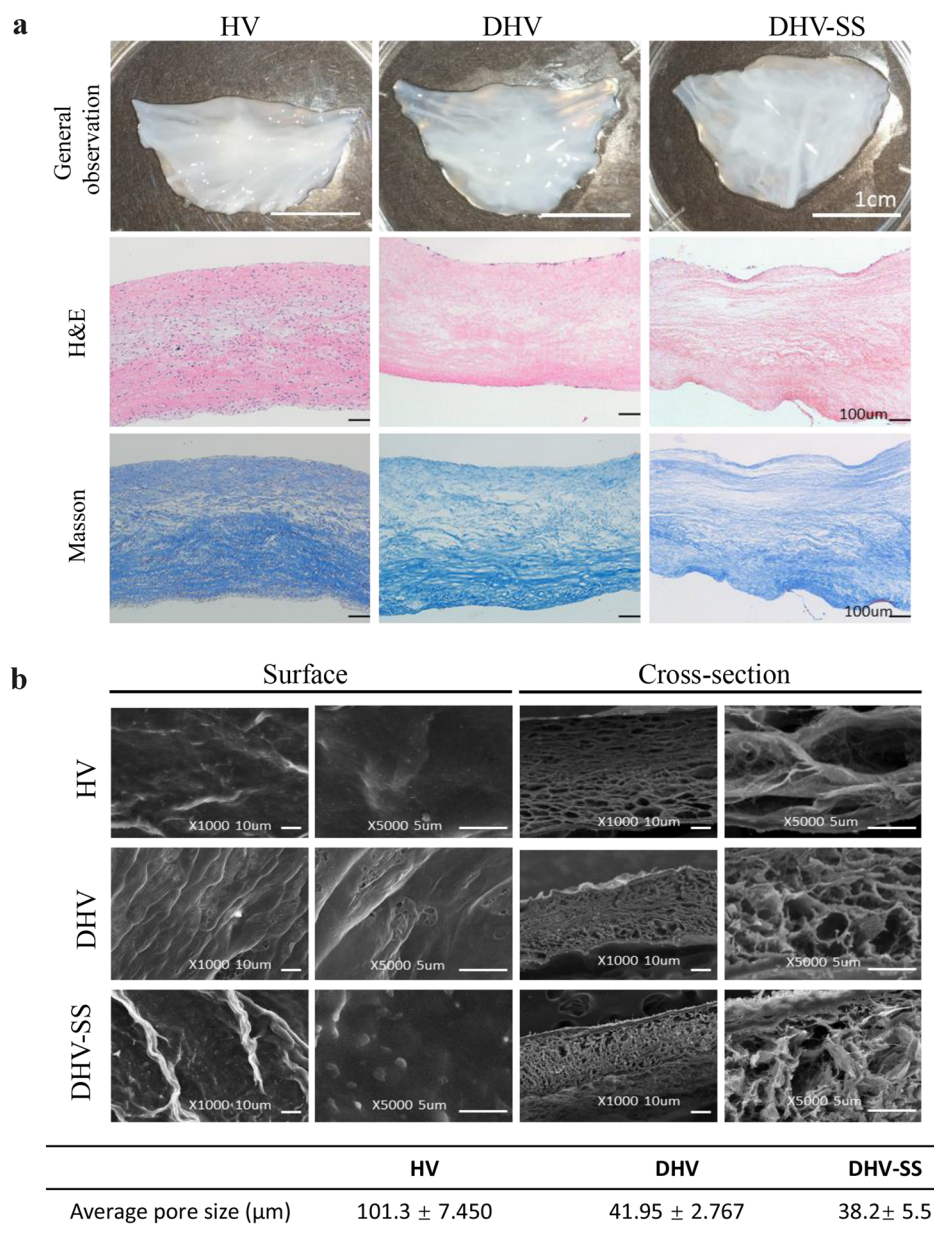 a
HV DHV DHV-SS
General
observation
1cm
H&E
100um
Masson
100um
b
Surface Cross-section
HV
X1000 10um X5000 5um X1000 10um X5000 5um
DHV
X1000 10um X5000 5um X1000 10um X5000 5um
DHV-SS
X1000 10um X5000 5um X1000 10um X5000 5um
HV DHV DHV-SS
Average pore size (μm) 101.3 ± 7.450 41.95 ± 2.767 38.2± 5.5